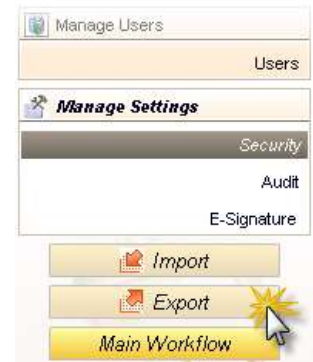 Manage Users
Users
Manage Settings
Security
Audit
E-Signature
Import
Export
Main Workflow